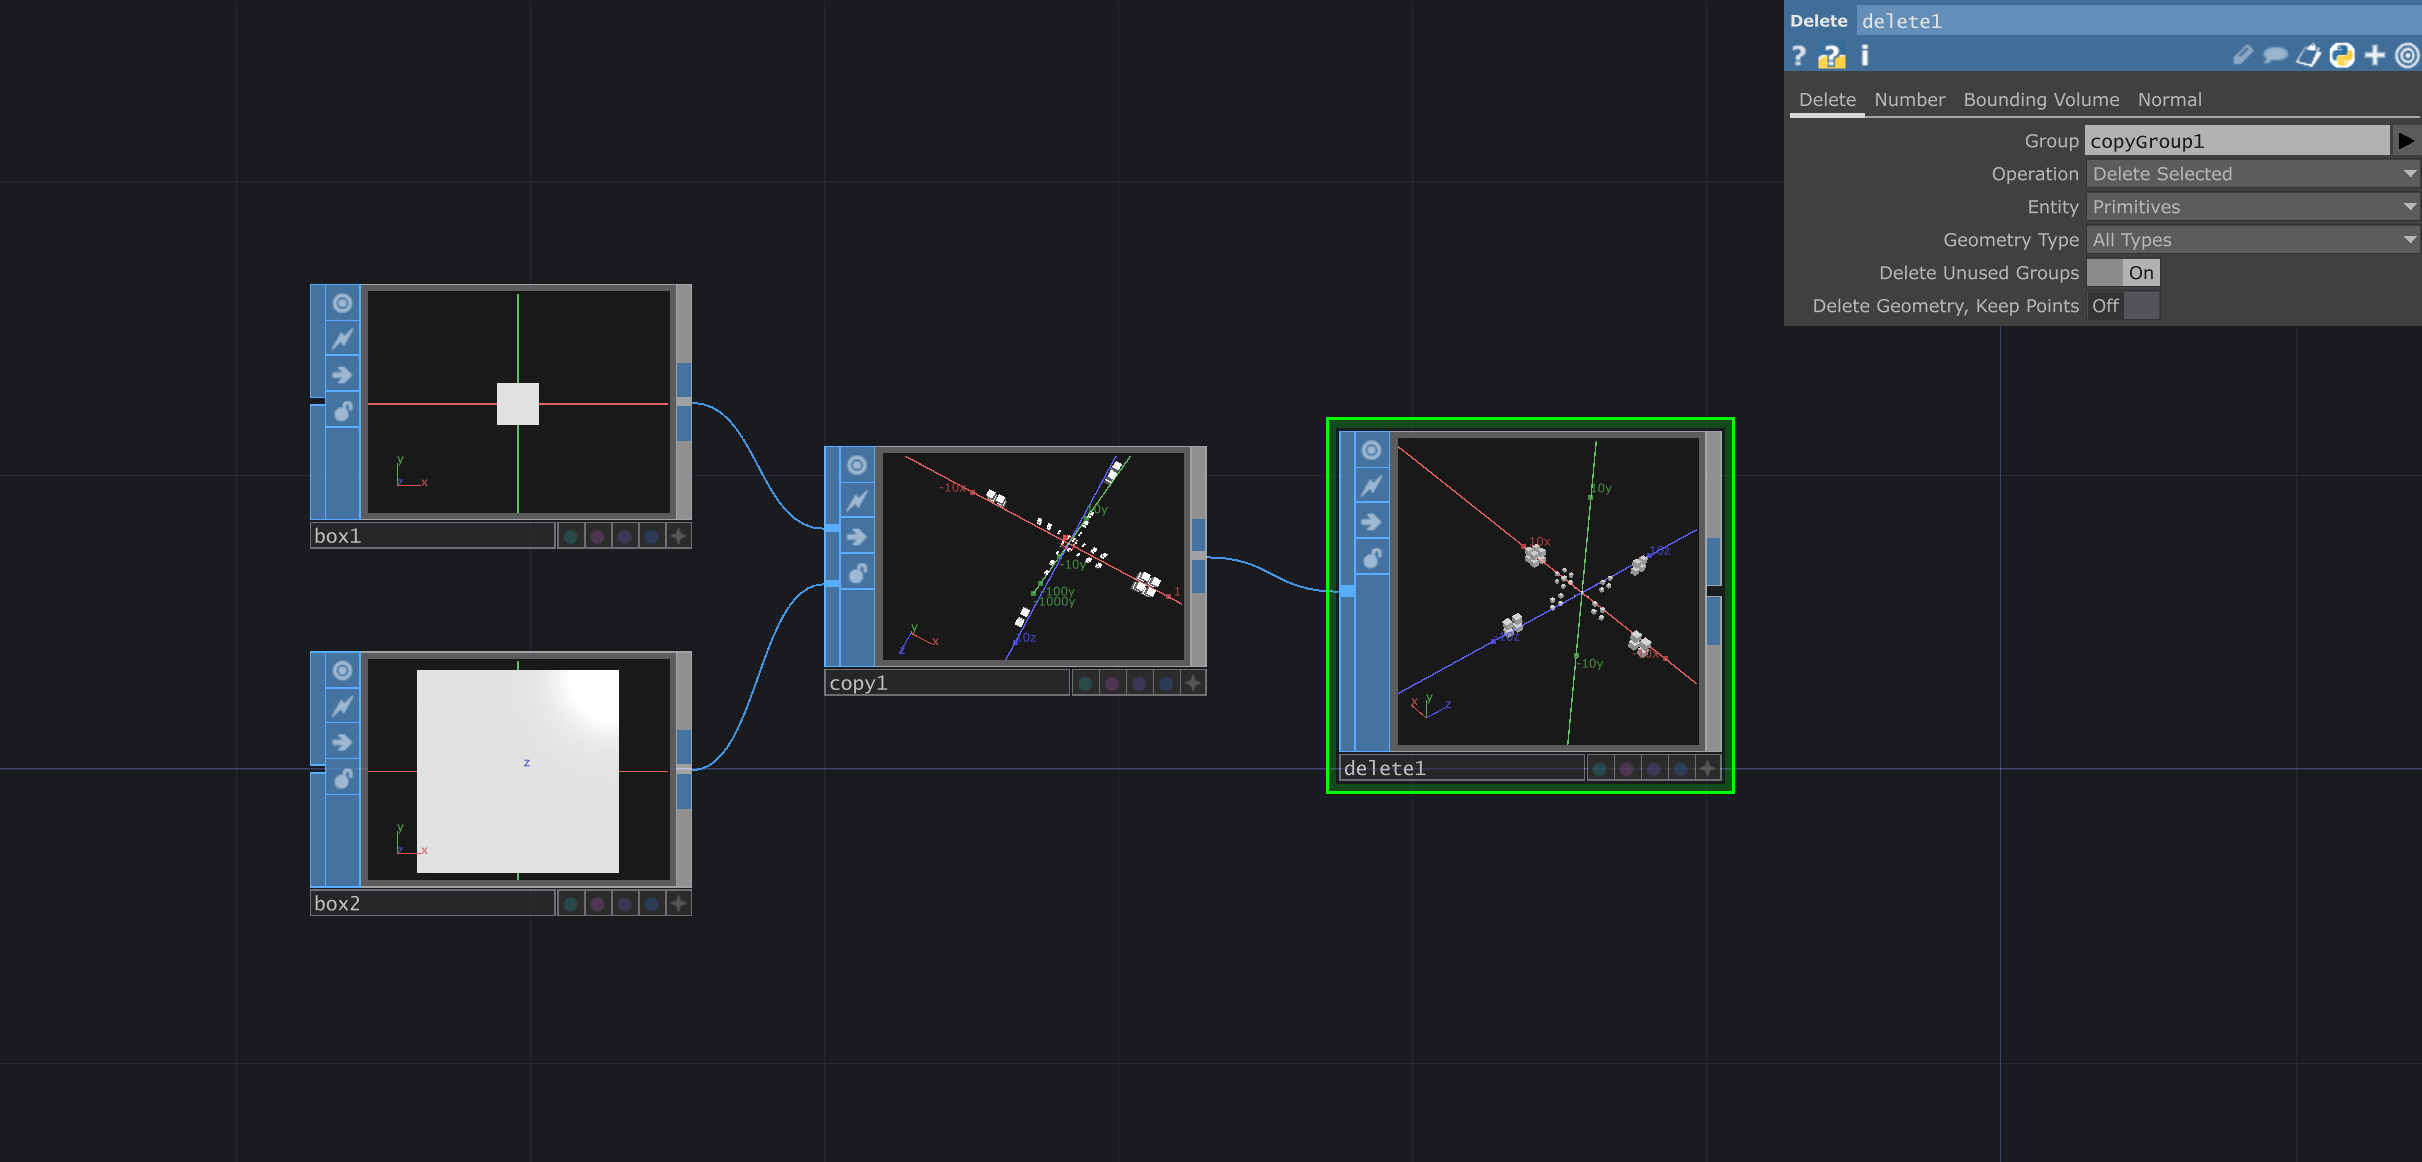 Delete delete1
? ? i
Delete Number Bounding Volume Normal
Group copyGroup1
Operation Delete Selected
Entity Primitives
Geometry Type All Types
Delete Unused Groups On
Delete Geometry, Keep Points Off
y
z x
box1
z
y
z x
box2
-10x
0y
-10y
-100y
-1000y
1
10z
y
x
z
copy1
10y
10x
10z
-10z
-10x
-10y
x y z
delete1